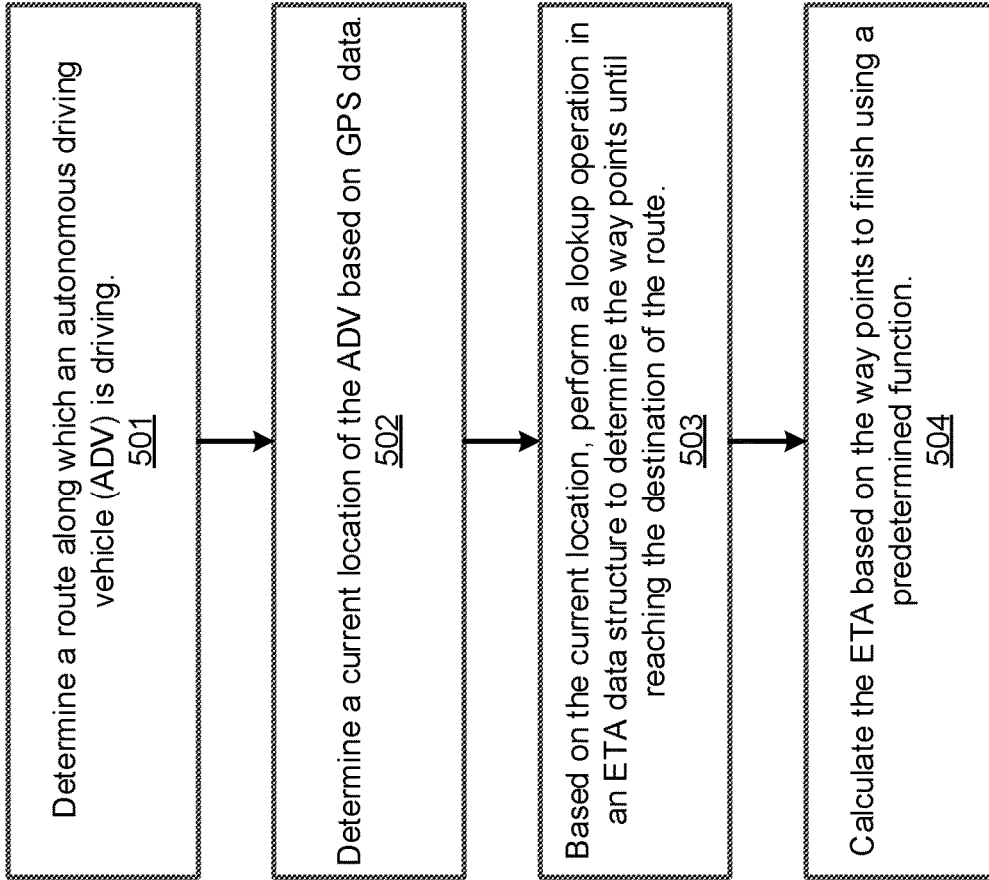 Determine a route along which an autonomous driving
vehicle (ADV) is driving.
501
Determine a current location of the ADV based on GPS data.
502
Based on the current location, perform a lookup operation in
an ETA data structure to determine the way points until
reaching the destination of the route.
503
Calculate the ETA based on the way points to finish using a
predetermined function.
504